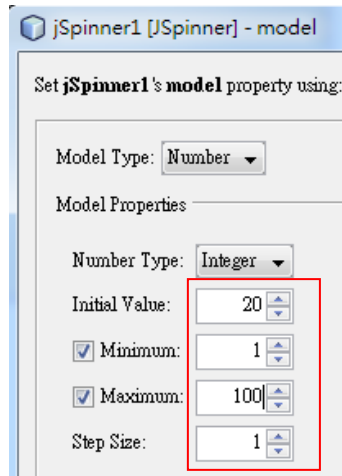 jSpinner1 [JSpinner] - model
Set jSpinner1's model property using:
Model Type: Number
Model Properties
Number Type: Integer
Initial Value: 20
Minimum: 1
Maximum: 100
Step Size: 1